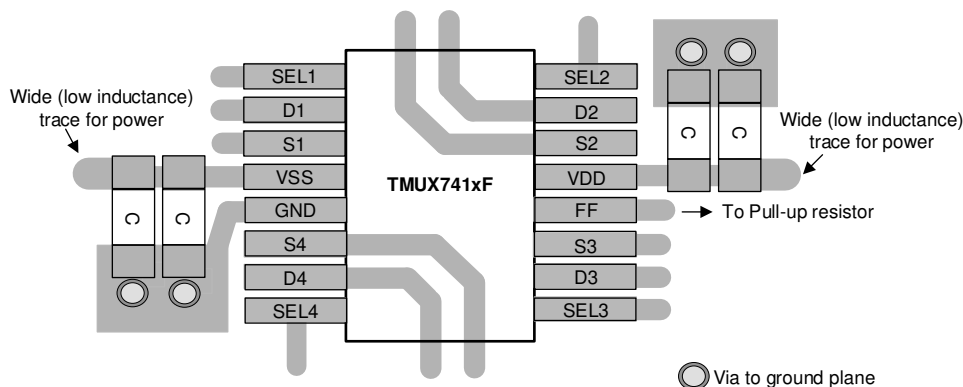 SEL1
D1
S1
VSS
GND
S4
D4
SEL4
TMUX741xF
SEL2
D2
S2
VDD
FF
S3
D3
SEL3
Wide (low inductance)
trace for power
C
C
C
C
Wide (low inductance)
trace for power
To Pull-up resistor
Via to ground plane